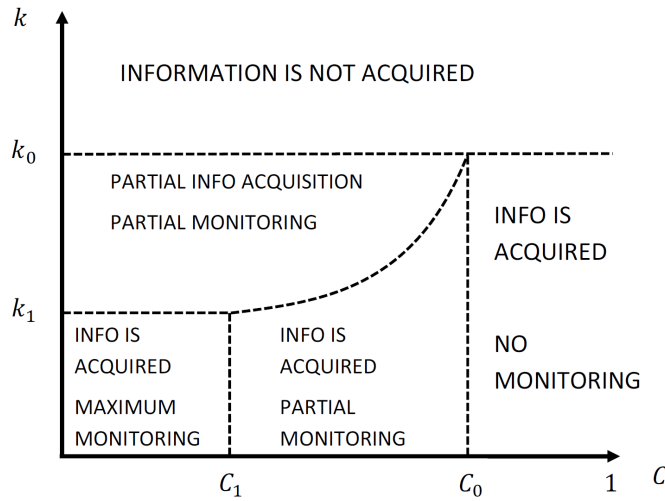 k
INFORMATION IS NOT ACQUIRED
k₀
PARTIAL INFO ACQUISITION
PARTIAL MONITORING
INFO IS
ACQUIRED
k₁
INFO IS
ACQUIRED
MAXIMUM
MONITORING
INFO IS
ACQUIRED
PARTIAL
MONITORING
NO
MONITORING
C₁
C₀
1
C